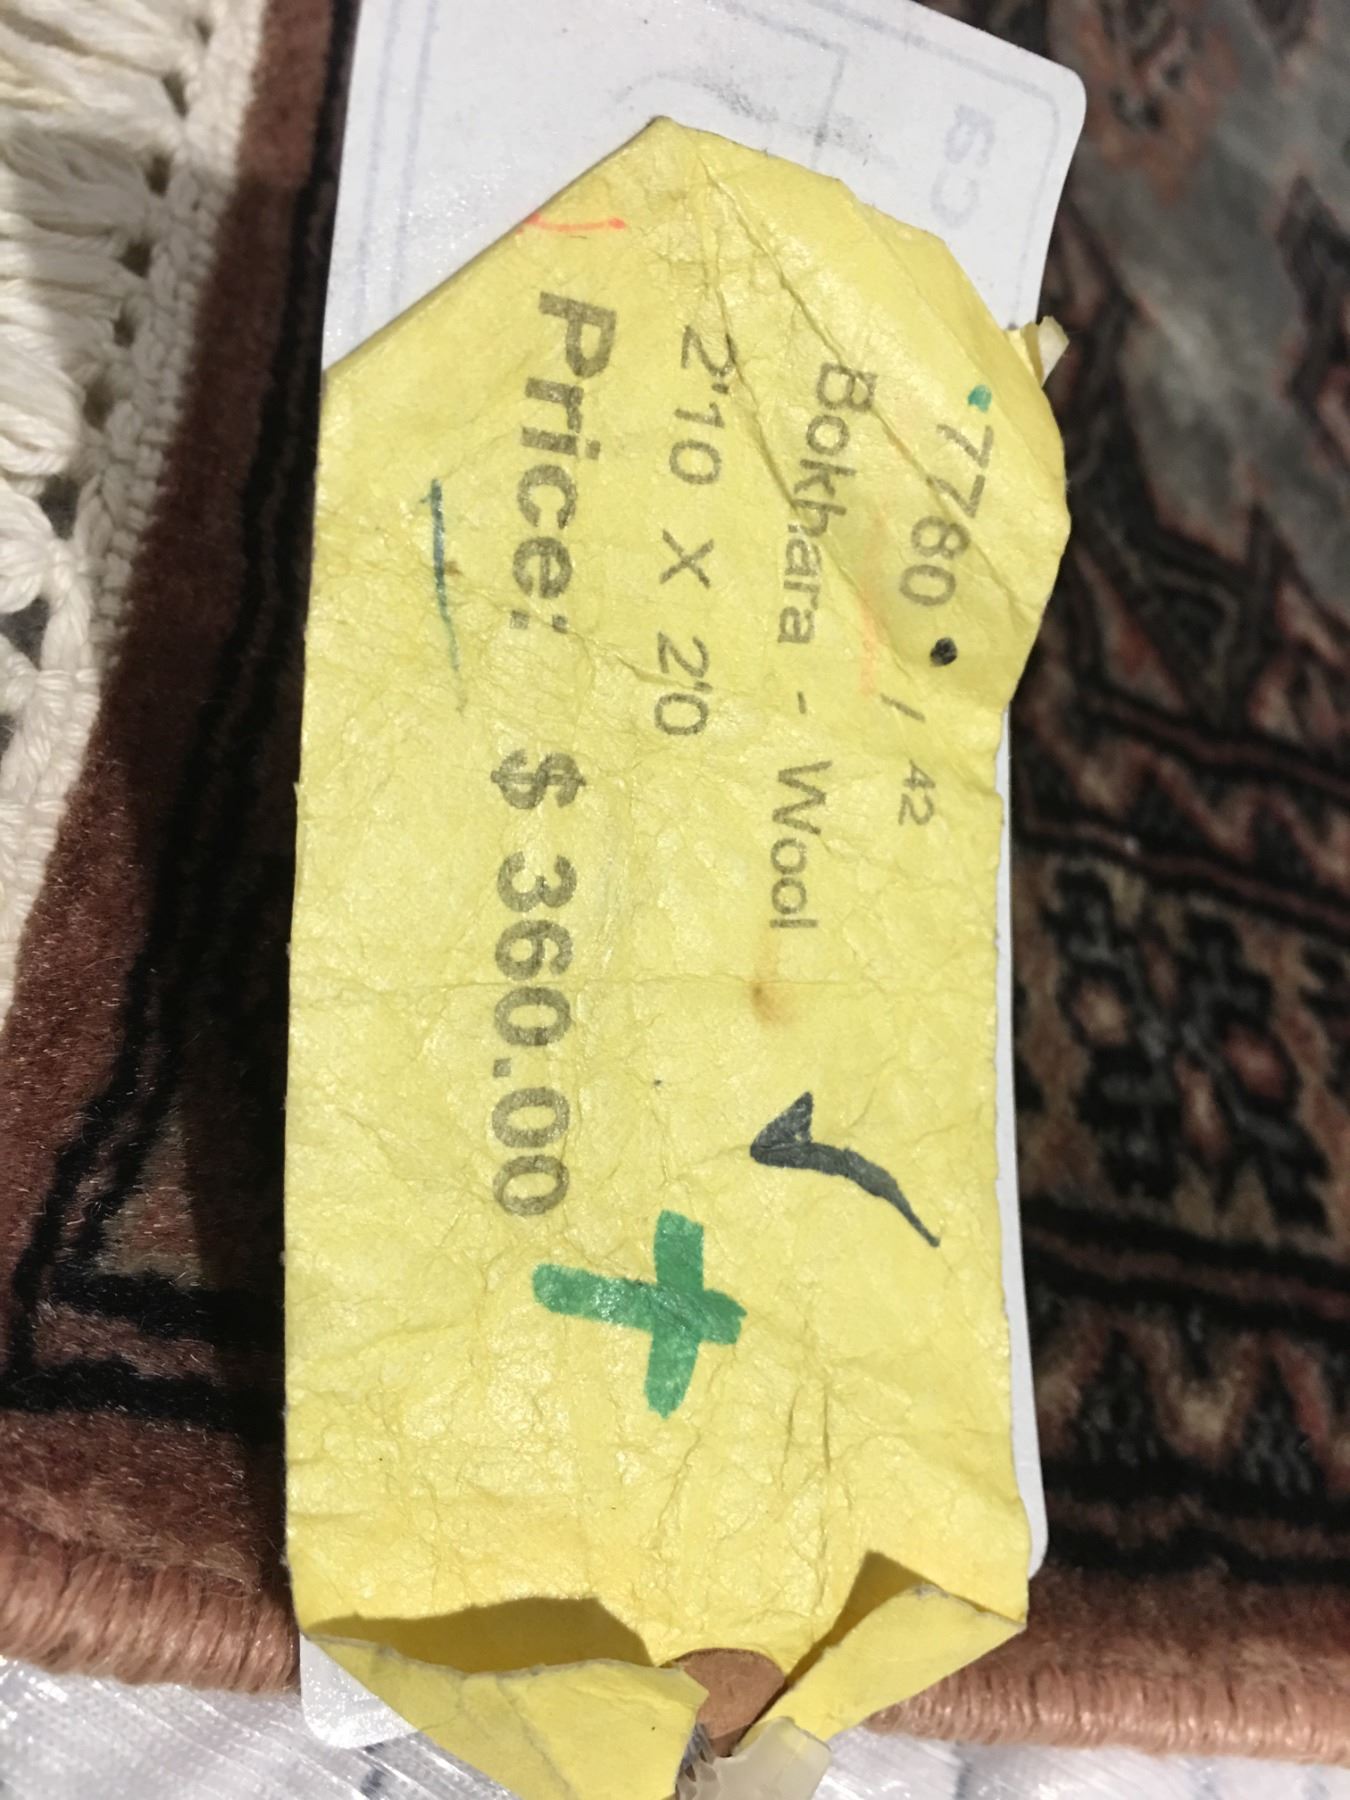 7780 / 42
Bokhara - Wool
2'10 X 2'0
Price: $ 360.00